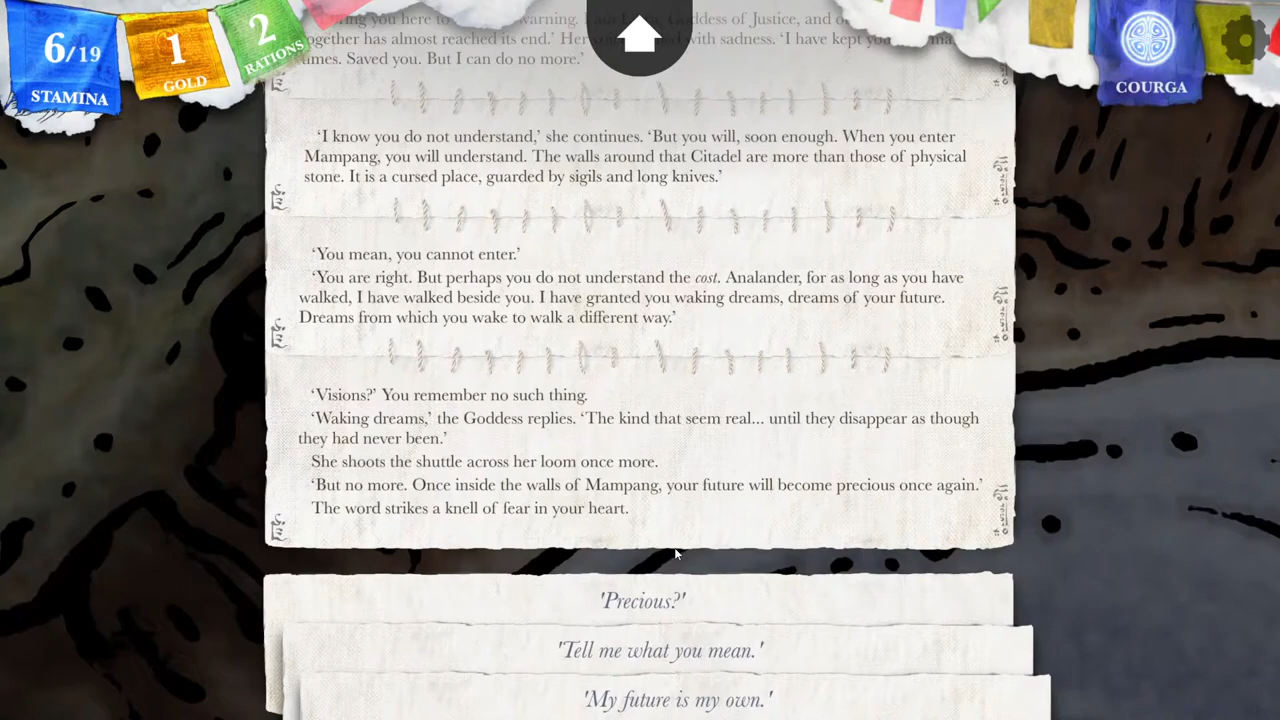 6/19
STAMINA
1
GOLD
2
RATIONS
COURGA
you here to warning. Goddess of Justice, and
together has almost reached its end.' Her with sadness. 'I have kept
times. Saved you. But I can do no more.'
'I know you do not understand,' she continues. 'But you will, soon enough. When you enter
Mampang, you will understand. The walls around that Citadel are more than those of physical
stone. It is a cursed place, guarded by sigils and long knives.'
'You mean, you cannot enter.'
'You are right. But perhaps you do not understand the cost. Analander, for as long as you have
walked, I have walked beside you. I have granted you waking dreams, dreams of your future.
Dreams from which you wake to walk a different way.'
'Visions?' You remember no such thing.
'Waking dreams,' the Goddess replies. 'The kind that seem real... until they disappear as though
they had never been.'
She shoots the shuttle across her loom once more.
'But no more. Once inside the walls of Mampang, your future will become precious once again.'
The word strikes a knell of fear in your heart.
'Precious?'
'Tell me what you mean.'
'My future is my own.'